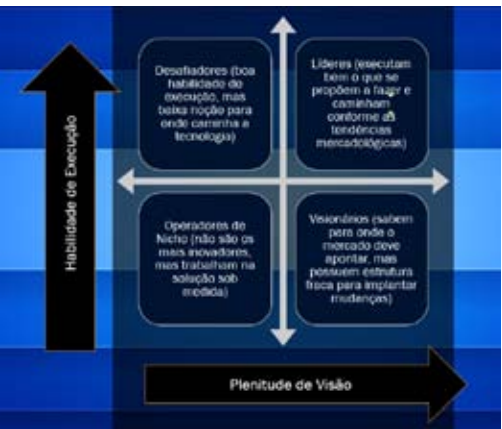 Desafiadores (boa
habilidade de
execução, mas
baixa noção para
onde caminha a
tecnologia)
Líderes (executam
bem o que se
propõem a fazer e
caminham
conforme as
tendências
mercadológicas)
Habilidade de Execução
Operadores de
Nicho (não são os
mais inovadores,
mas trabalham na
solução sob
medida)
Visionários (sabem
para onde o
mercado deve
apontar, mas
possuem estrutura
fraca para implantar
mudanças)
Plenitude de Visão